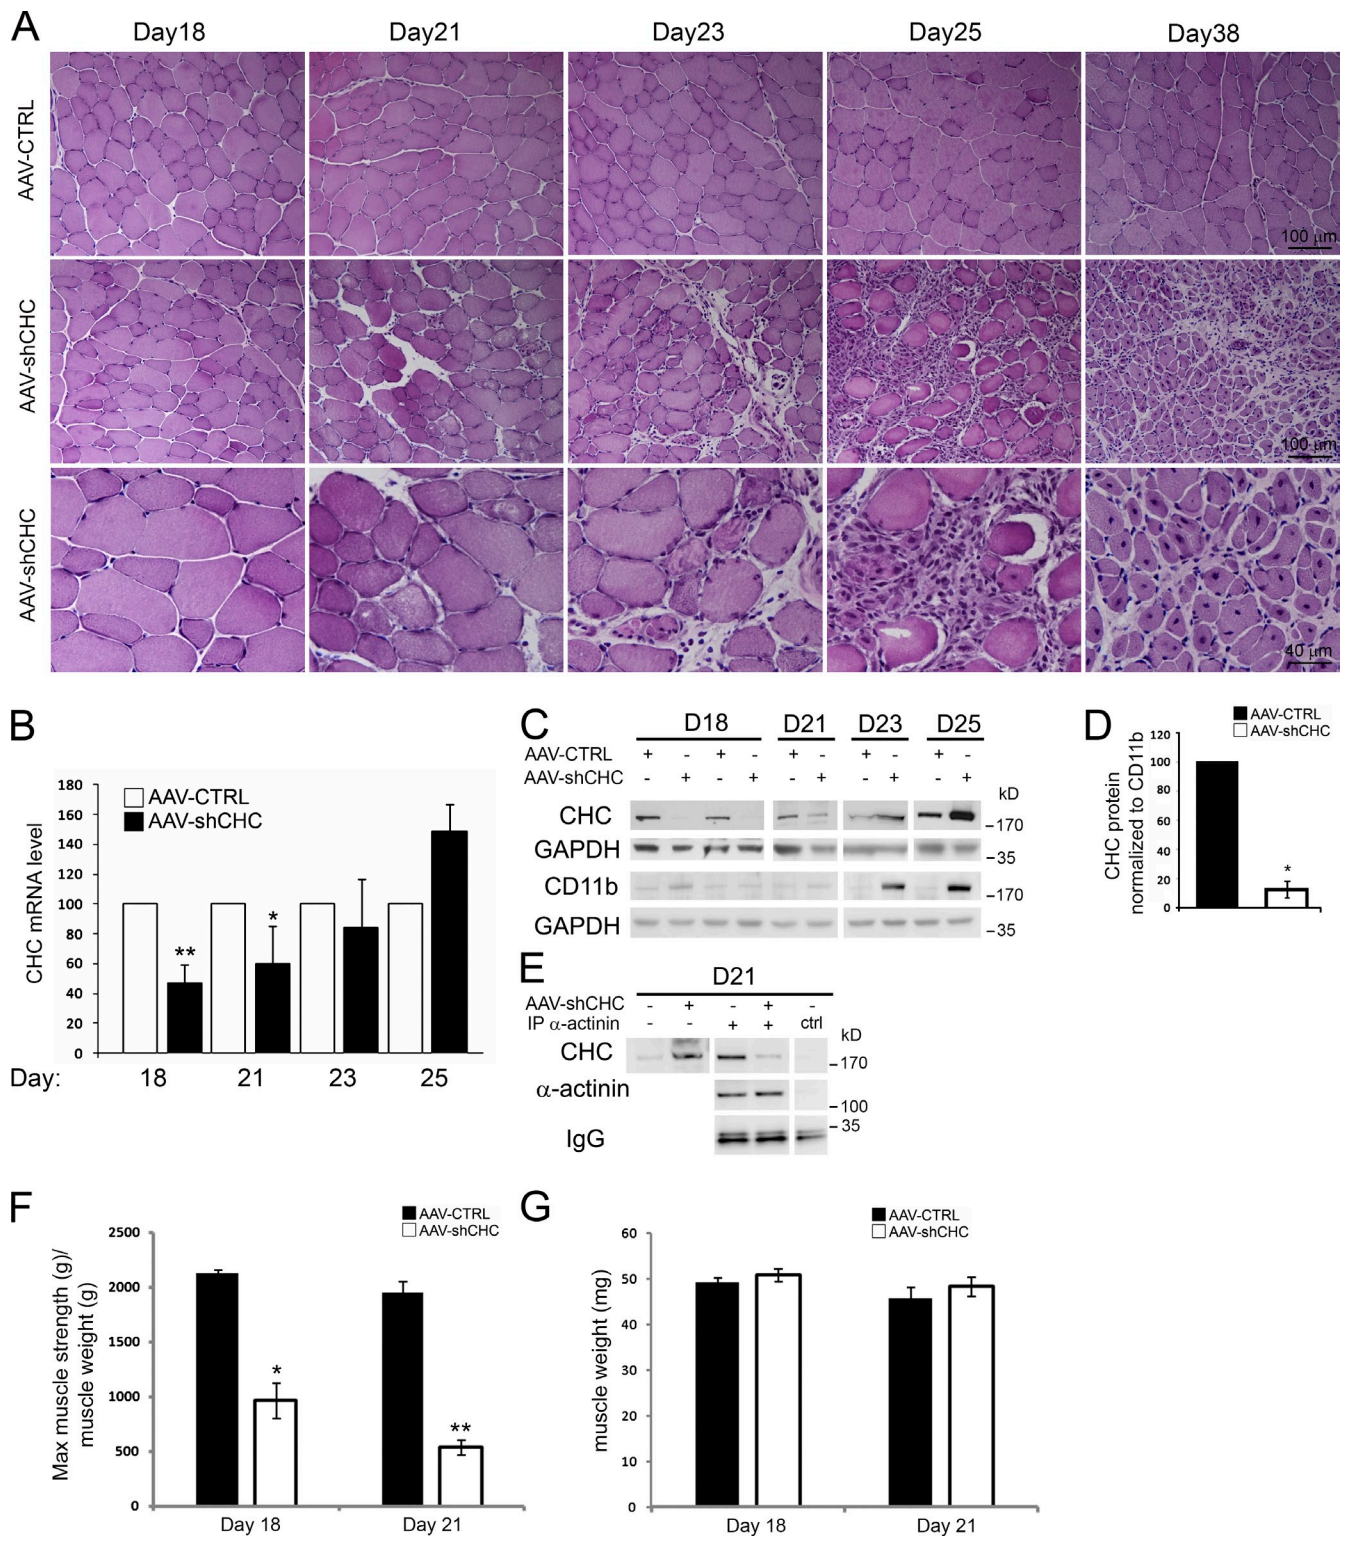 A
Day18 Day21 Day23 Day25 Day38
AAV-CTRL
100 μm
AAV-shCHC
100 μm
AAV-shCHC
40 μm
B
CHC mRNA level
180
160
140
120
100
80
60
40
20
0
AAV-CTRL
AAV-shCHC
** *
Day: 18 21 23 25
C
D18 D21 D23 D25
AAV-CTRL + - + - + - + - + -
AAV-shCHC - + - + - + - + - +
kD
CHC -170
GAPDH -35
CD11b -170
GAPDH -35
D
AAV-CTRL
AAV-shCHC
CHC protein
normalized to CD11b
120
100
80
60
40
20
0
*
E
D21
AAV-shCHC - + - + -
IP α-actinin - - + + ctrl
kD
CHC -170
α-actinin -100
-35
IgG
F
AAV-CTRL
AAV-shCHC
Max muscle strength (g)/
muscle weight (g)
2500
2000
1500
1000
500
0
* **
Day 18 Day 21
G
AAV-CTRL
AAV-shCHC
muscle weight (mg)
60
50
40
30
20
10
0
Day 18 Day 21